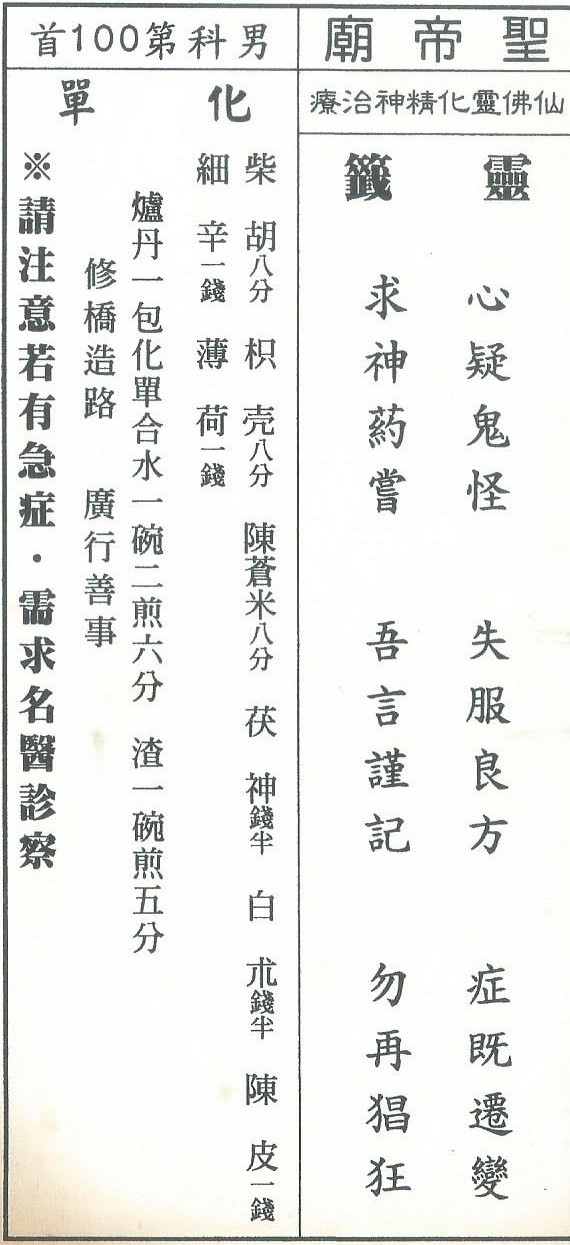 聖帝廟
仙佛靈化精神治療
靈籤
心疑鬼怪 失服良方 症既遷變
求神葯嘗 吾言謹記 勿再猖狂
男科第100首
化單
柴胡八分 枳壳八分 陳蒼米八分 茯神錢半 白朮錢半 陳皮一錢
細辛一錢 薄荷一錢
爐丹一包化單合水一碗二煎六分 渣一碗煎五分
修橋造路 廣行善事
※請注意若有急症・需求名醫診察